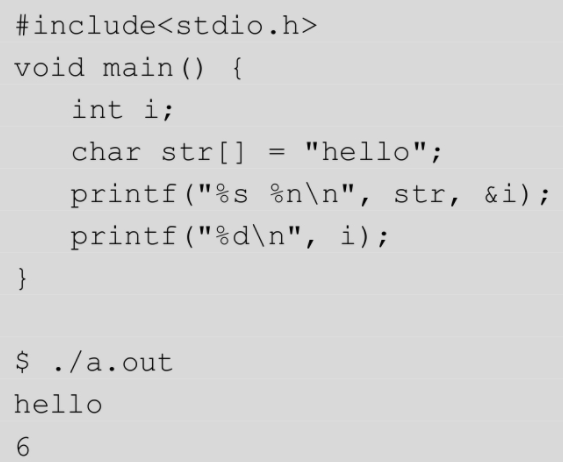 #include<stdio.h>
void main() {
int i;
char str[] = "hello";
printf("%s %n\n", str, &i);
printf("%d\n", i);
}
$ ./a.out
hello
6